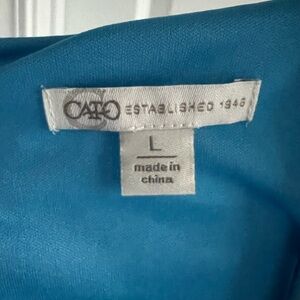 CATO ESTABLISHED 1946
L
made in
china